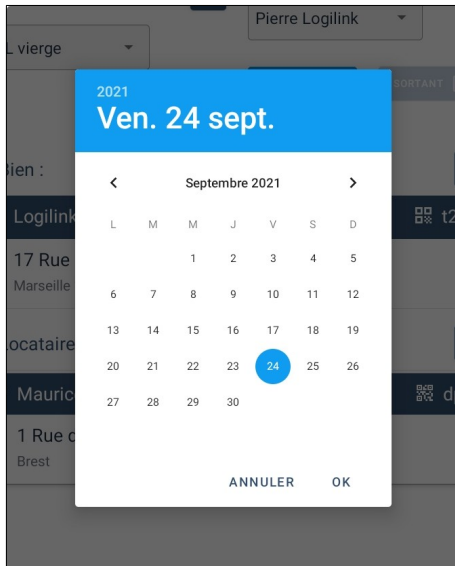 Pierre Logilink
L vierge
SORTANT
2021
Ven. 24 sept.
Bien :
Septembre 2021
L M M J V S D
Logilink
t2
1 2 3 4 5
17 Rue
Marseille
6 7 8 9 10 11 12
13 14 15 16 17 18 19
ocataire
20 21 22 23 24 25 26
Mauric
27 28 29 30
1 Rue
Brest
ANNULER OK